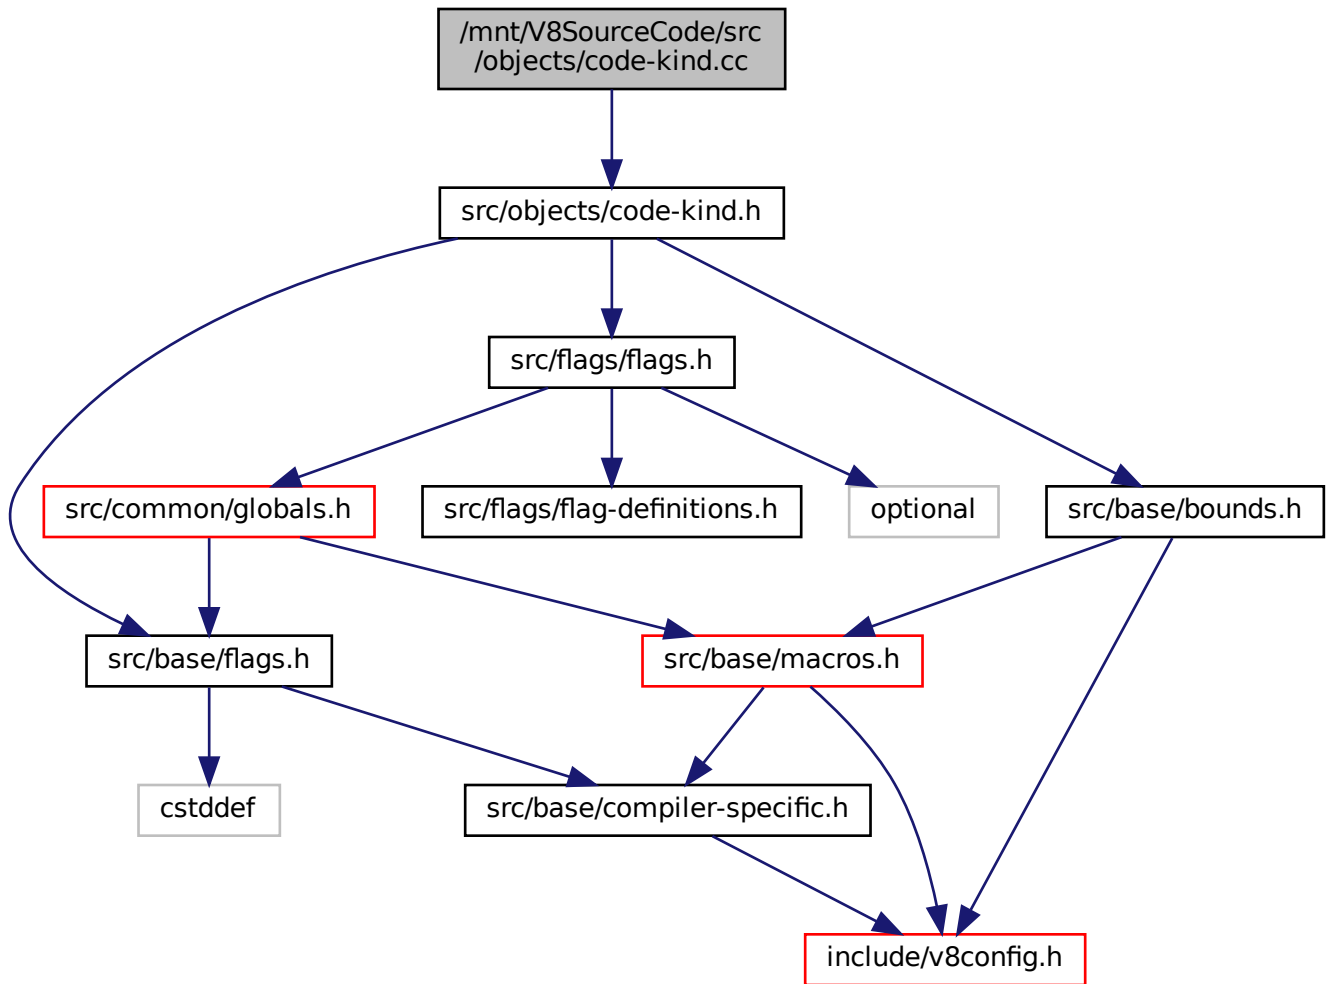 /mnt/V8SourceCode/src
/objects/code-kind.cc
src/objects/code-kind.h
src/flags/flags.h
src/common/globals.h
src/flags/flag-definitions.h
optional
src/base/bounds.h
src/base/flags.h
src/base/macros.h
cstddef
src/base/compiler-specific.h
include/v8config.h